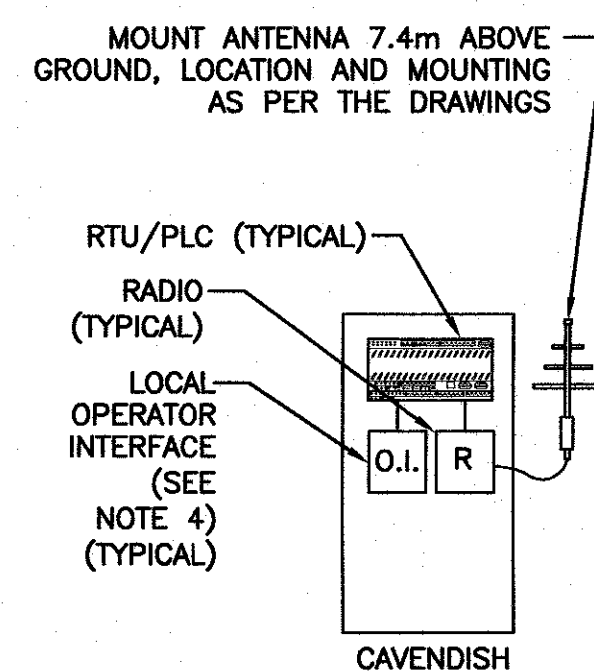 MOUNT ANTENNA 7.4m ABOVE
GROUND, LOCATION AND MOUNTING
AS PER THE DRAWINGS
RTU/PLC (TYPICAL)
RADIO
(TYPICAL)
LOCAL
OPERATOR
INTERFACE
(SEE
NOTE 4)
(TYPICAL)
O.I.
R
CAVENDISH